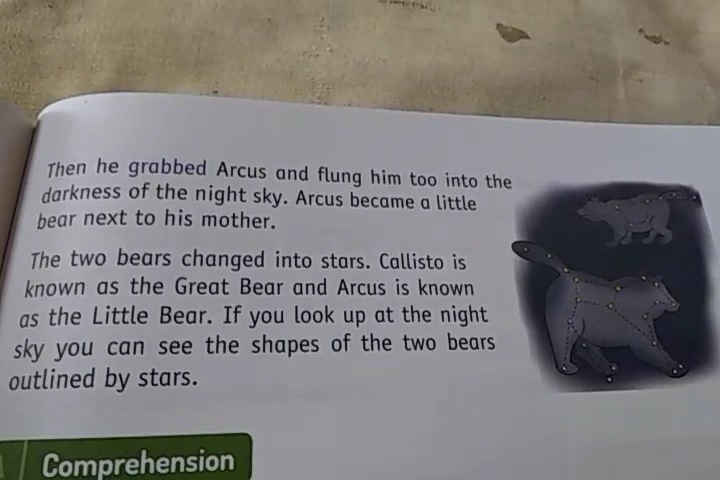 Then he grabbed Arcus and flung him too into the
darkness of the night sky. Arcus became a little
bear next to his mother.
The two bears changed into stars. Callisto is
known as the Great Bear and Arcus is known
as the Little Bear. If you look up at the night
sky you can see the shapes of the two bears
outlined by stars.
Comprehension